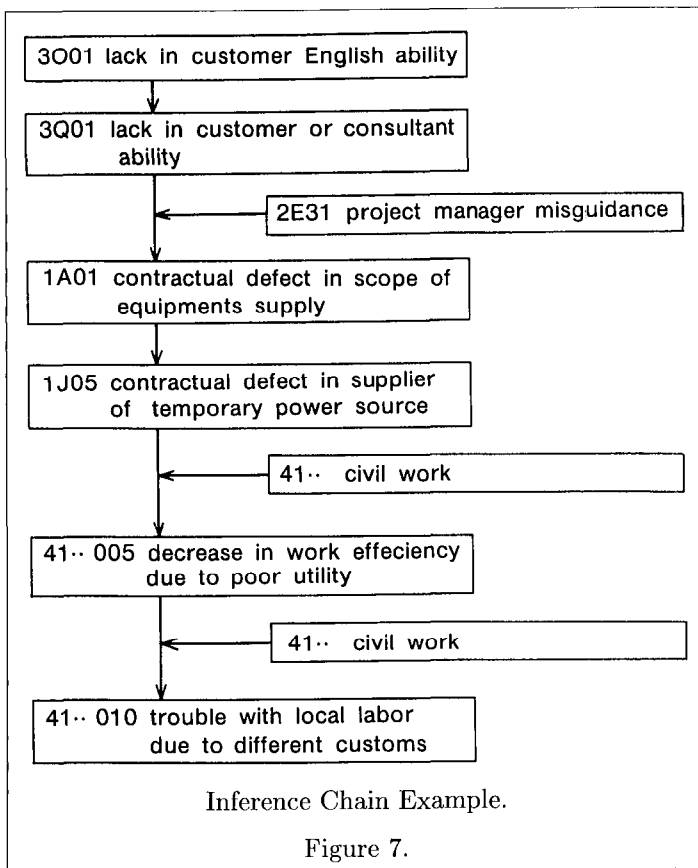 3O01 lack in customer English ability
3Q01 lack in customer or consultant
ability
2E31 project manager misguidance
1A01 contractual defect in scope of
equipments supply
1J05 contractual defect in supplier
of temporary power source
41·· civil work
41·· 005 decrease in work effeciency
due to poor utility
41·· civil work
41·· 010 trouble with local labor
due to different customs
Inference Chain Example.
Figure 7.